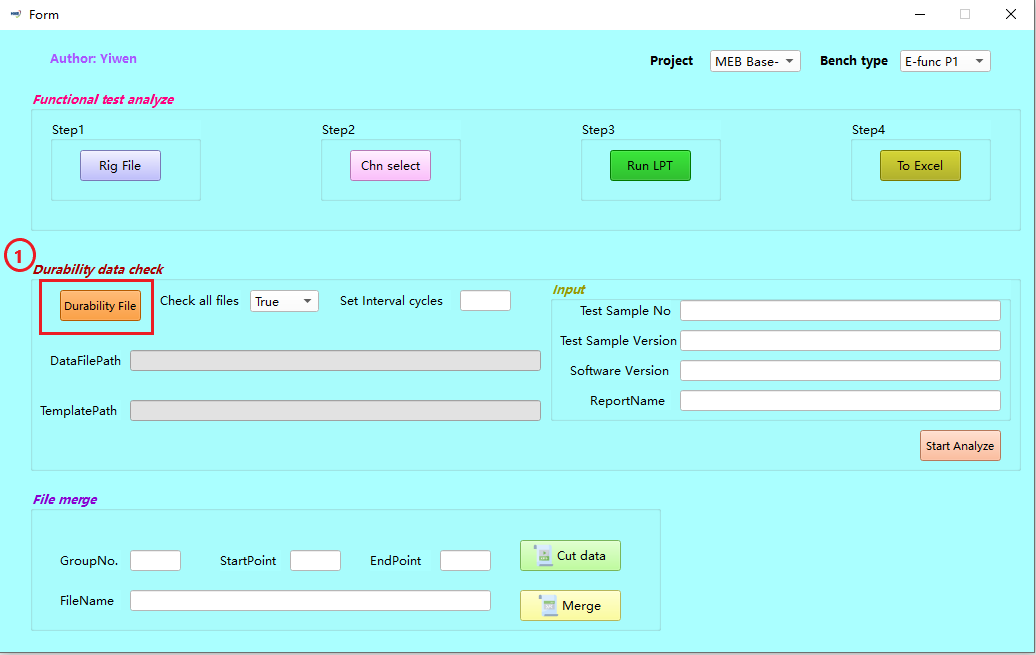 Form
Author: Yiwen
Project
MEB Base-
Bench type
E-func P1
Functional test analyze
Step1
Step2
Step3
Step4
Rig File
Chn select
Run LPT
To Excel
1
Durability data check
Durability File
Check all files
True
Set Interval cycles
DataFilePath
TemplatePath
Input
Test Sample No
Test Sample Version
Software Version
ReportName
Start Analyze
File merge
GroupNo.
StartPoint
EndPoint
Cut data
FileName
Merge